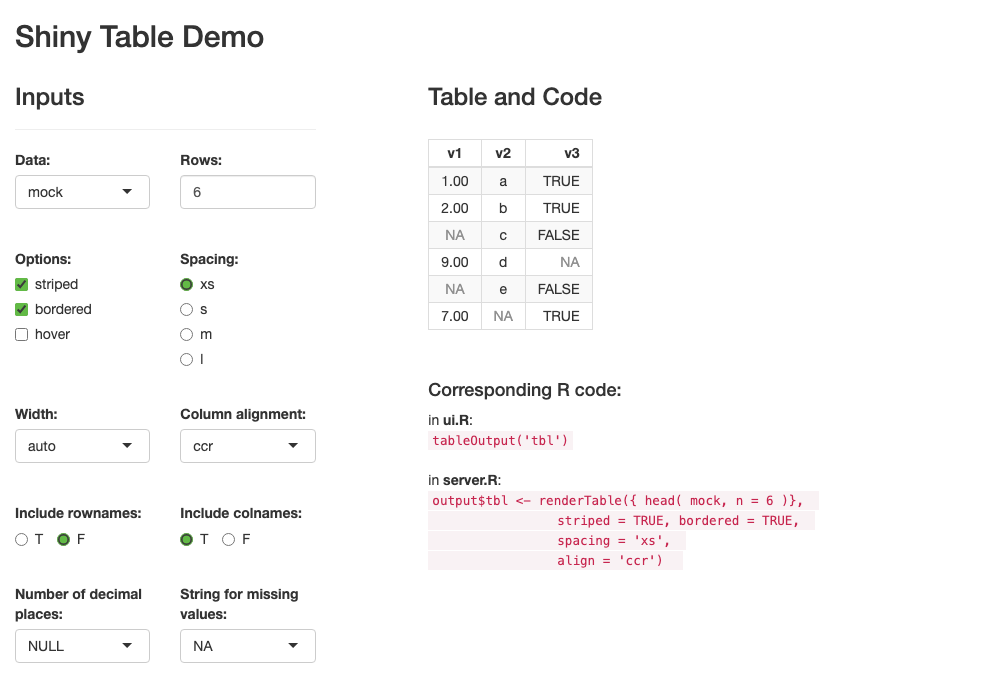 Shiny Table Demo
Inputs
Data: Rows:
mock 6
Options: Spacing:
striped xs
bordered s
hover m
l
Width: Column alignment:
auto ccr
Include rownames: Include colnames:
T F T F
Number of decimal places: String for missing values:
NULL NA
Table and Code
v1 v2 v3
1.00 a TRUE
2.00 b TRUE
NA c FALSE
9.00 d NA
NA e FALSE
7.00 NA TRUE
Corresponding R code:
in ui.R:
tableOutput('tbl')
in server.R:
output$tbl <- renderTable({ head( mock, n = 6 )},
striped = TRUE, bordered = TRUE,
spacing = 'xs',
align = 'ccr')